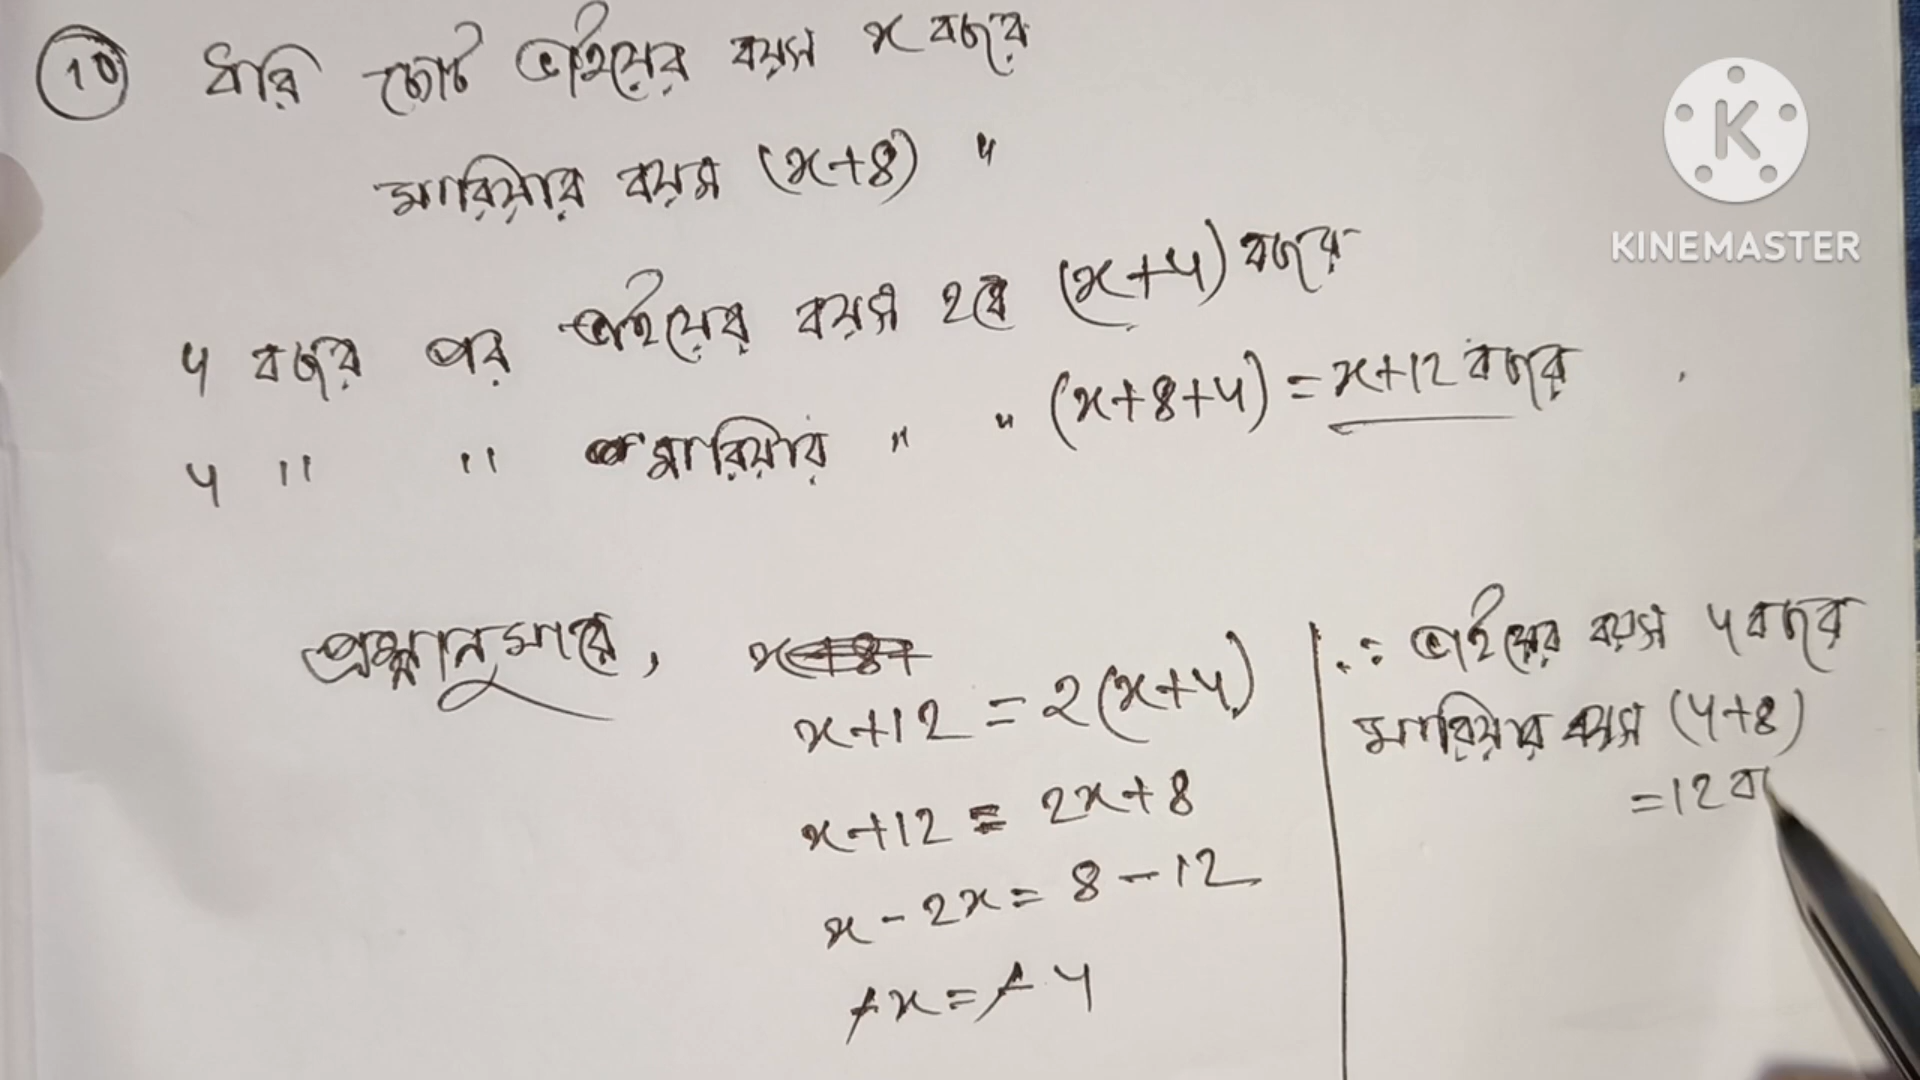 10 ধরি ছোট ভাইয়ের বয়স x বছর
মারিয়ার বয়স (x+8) "
4 বছর পর ভাইয়ের বয়স হবে (x+4) বছর
4 " " মারিয়ার " " (x+8+4) = x+12 বছর
প্রশ্নানুসারে,
x+12 = 2(x+4)
x+12 = 2x+8
x-2x = 8-12
-x = -4
∴ ভাইয়ের বয়স 4 বছর
মারিয়ার বয়স (4+8)
=12 ব
K
KINEMASTER